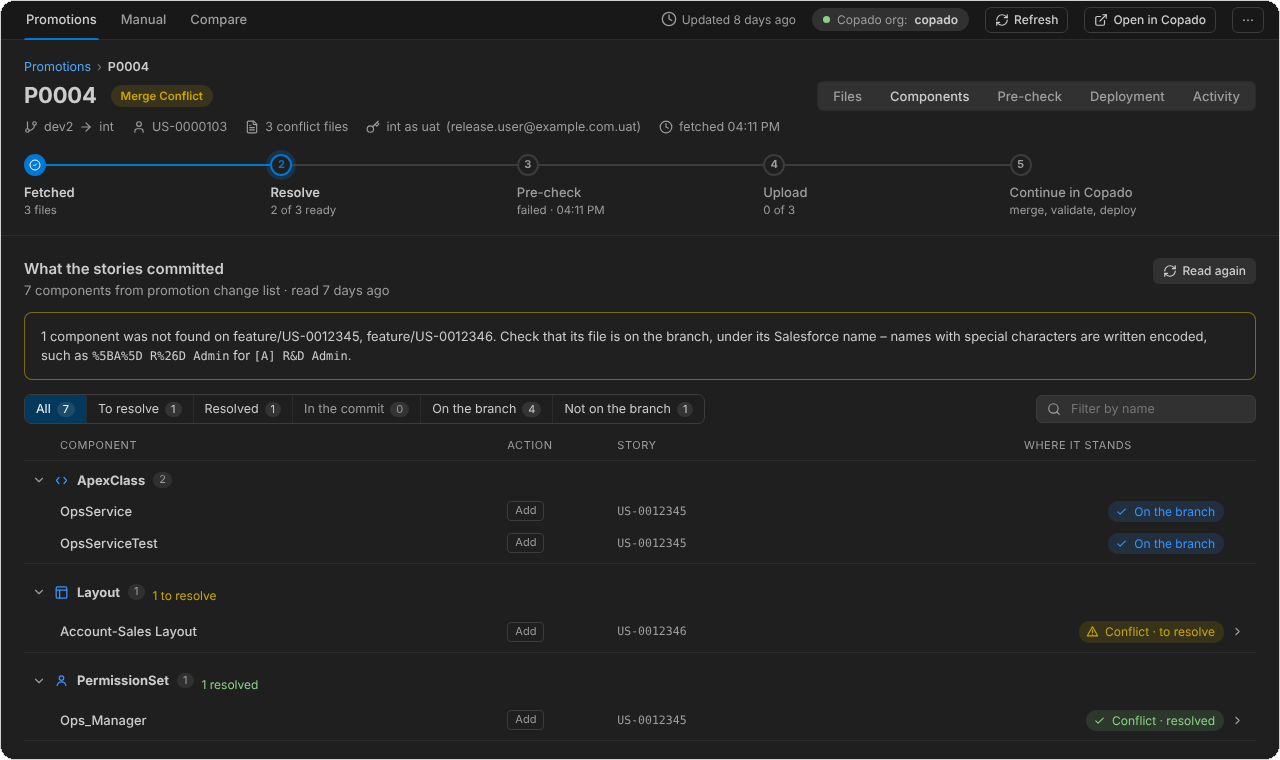 Promotions Manual Compare Updated 8 days ago Copado org: copado Refresh Open in Copado ···
Promotions › P0004
P0004 Merge Conflict Files Components Pre-check Deployment Activity
dev2 → int US-0000103 3 conflict files int as uat (release.user@example.com.uat) fetched 04:11 PM
2 3 4 5
Fetched Resolve Pre-check Upload Continue in Copado
3 files 2 of 3 ready failed · 04:11 PM 0 of 3 merge, validate, deploy
What the stories committed Read again
7 components from promotion change list · read 7 days ago
1 component was not found on feature/US-0012345, feature/US-0012346. Check that its file is on the branch, under its Salesforce name – names with special characters are written encoded,
such as %5BA%5D R%26D Admin for [A] R&D Admin.
All 7 To resolve 1 Resolved 1 In the commit 0 On the branch 4 Not on the branch 1 Filter by name
COMPONENT ACTION STORY WHERE IT STANDS
ApexClass 2
OpsService Add US-0012345 On the branch
OpsServiceTest Add US-0012345 On the branch
Layout 1 1 to resolve
Account-Sales Layout Add US-0012346 Conflict · to resolve
PermissionSet 1 1 resolved
Ops_Manager Add US-0012345 Conflict · resolved